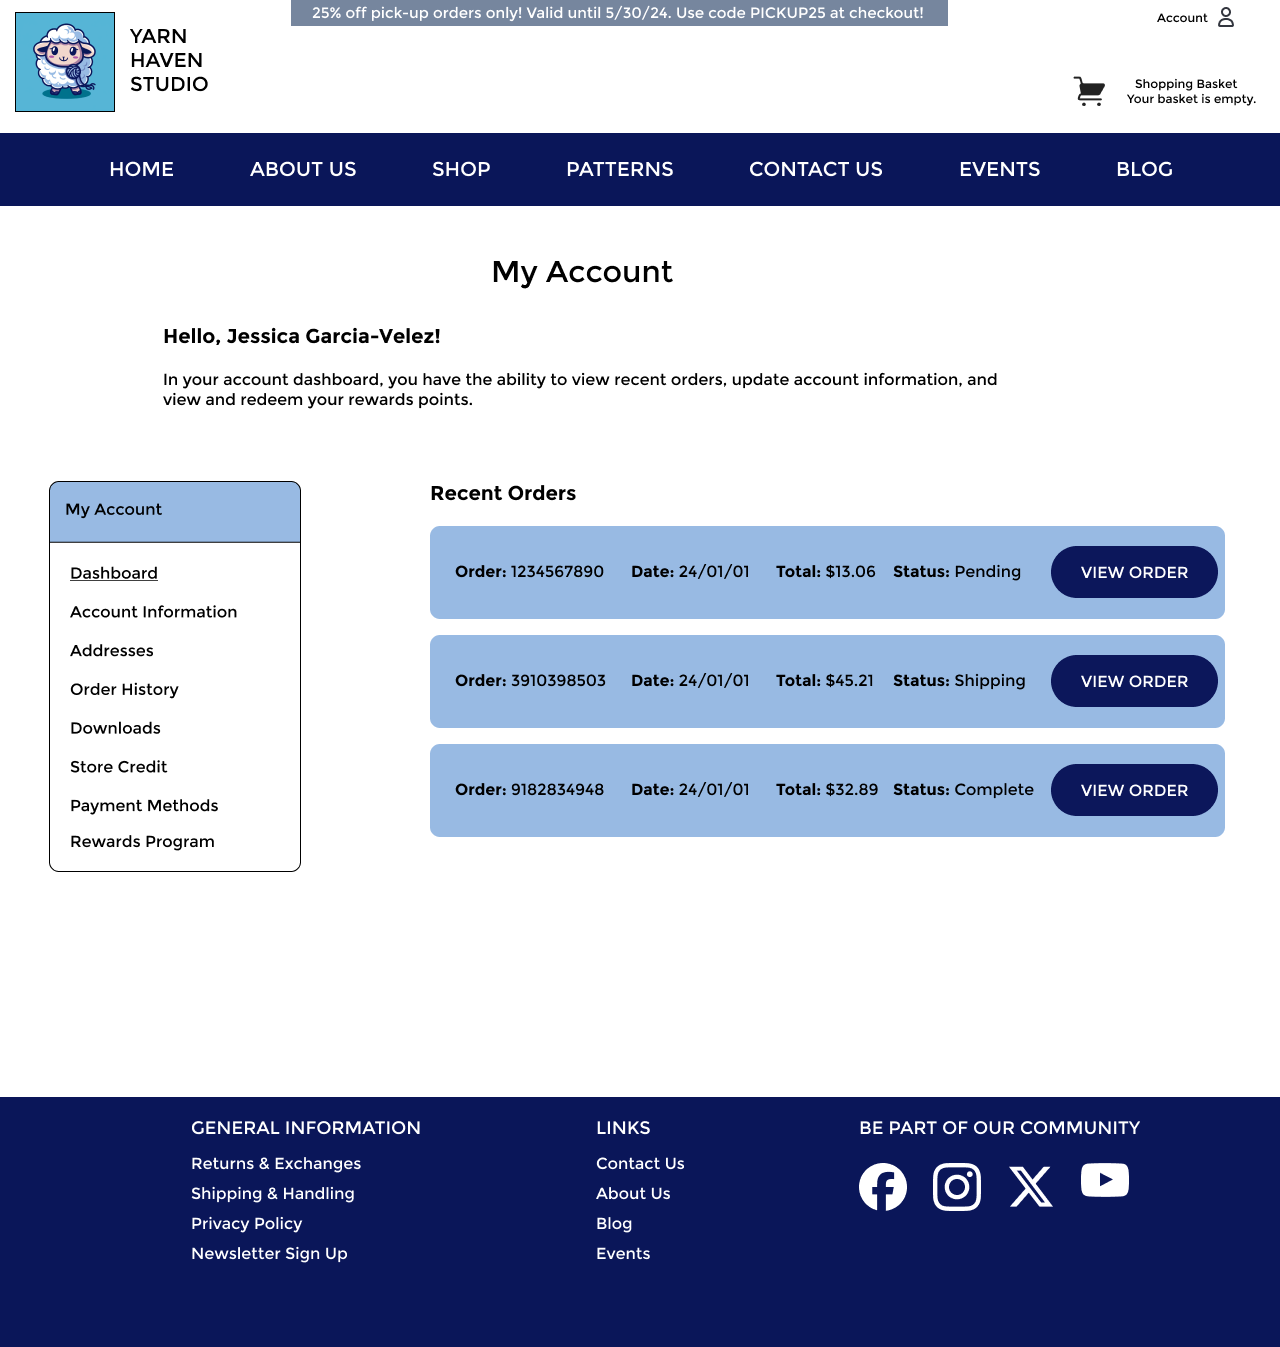 25% off pick-up orders only! Valid until 5/30/24. Use code PICKUP25 at checkout!
Account
YARN
HAVEN
STUDIO
Shopping Basket
Your basket is empty.
HOME ABOUT US SHOP PATTERNS CONTACT US EVENTS BLOG
My Account
Hello, Jessica Garcia-Velez!
In your account dashboard, you have the ability to view recent orders, update account information, and
view and redeem your rewards points.
My Account
Dashboard
Account Information
Addresses
Order History
Downloads
Store Credit
Payment Methods
Rewards Program
Recent Orders
Order: 1234567890 Date: 24/01/01 Total: $13.06 Status: Pending VIEW ORDER
Order: 3910398503 Date: 24/01/01 Total: $45.21 Status: Shipping VIEW ORDER
Order: 9182834948 Date: 24/01/01 Total: $32.89 Status: Complete VIEW ORDER
GENERAL INFORMATION
Returns & Exchanges
Shipping & Handling
Privacy Policy
Newsletter Sign Up
LINKS
Contact Us
About Us
Blog
Events
BE PART OF OUR COMMUNITY